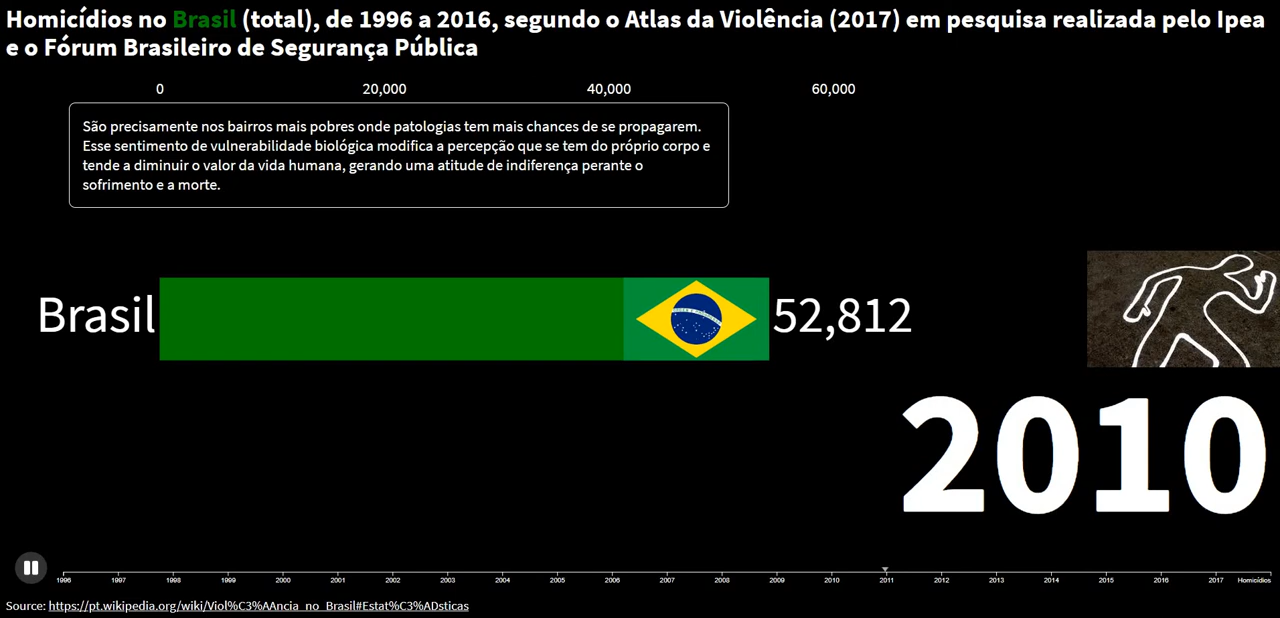 Homicídios no Brasil (total), de 1996 a 2016, segundo o Atlas da Violência (2017) em pesquisa realizada pelo Ipea
e o Fórum Brasileiro de Segurança Pública
0 20,000 40,000 60,000
São precisamente nos bairros mais pobres onde patologias tem mais chances de se propagarem.
Esse sentimento de vulnerabilidade biológica modifica a percepção que se tem do próprio corpo e
tende a diminuir o valor da vida humana, gerando uma atitude de indiferença perante o
sofrimento e a morte.
Brasil 52,812
2010
1996 1997 1998 1999 2000 2001 2002 2003 2004 2005 2006 2007 2008 2009 2010 2011 2012 2013 2014 2015 2016 2017 Homicídios
Source: https://pt.wikipedia.org/wiki/Viol%C3%AAncia_no_Brasil#Estat%C3%ADsticas